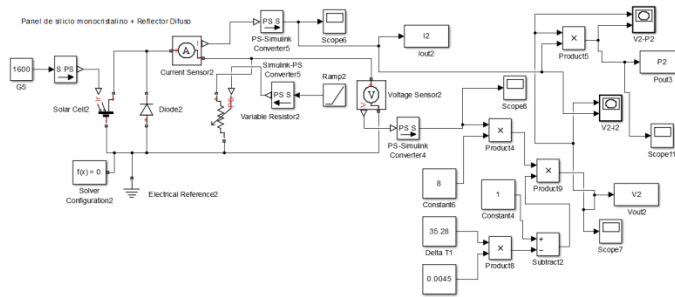 Panel de silicio monocristalino + Reflector Difuso
1600
G5
S PS
Solar Cell2
f(x) = 0
Solver
Configuration2
Electrical Reference2
Diode2
A
I
Current Sensor2
PS S
PS-Simulink
Converter5
Scope6
I2
Iout2
Simulink-PS
Converter5
PS S
Variable Resistor2
Ramp2
V
V
Voltage Sensor2
PS S
PS-Simulink
Converter4
Scope8
8
Constant6
×
Product4
1
Constant4
35.28
Delta T1
0.0045
×
Product8
Subtract2
×
Product9
V2
Vout2
Scope7
×
Product5
V2-P2
P2
Pout3
V2-I2
Scope11